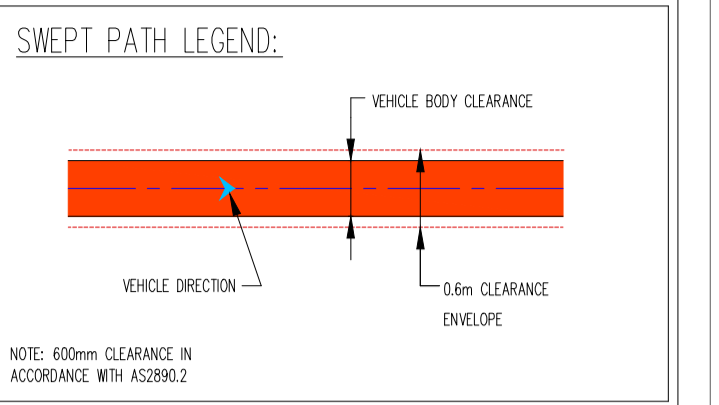 SWEPT PATH LEGEND:
VEHICLE BODY CLEARANCE
VEHICLE DIRECTION
0.6m CLEARANCE
ENVELOPE
NOTE: 600mm CLEARANCE IN
ACCORDANCE WITH AS2890.2